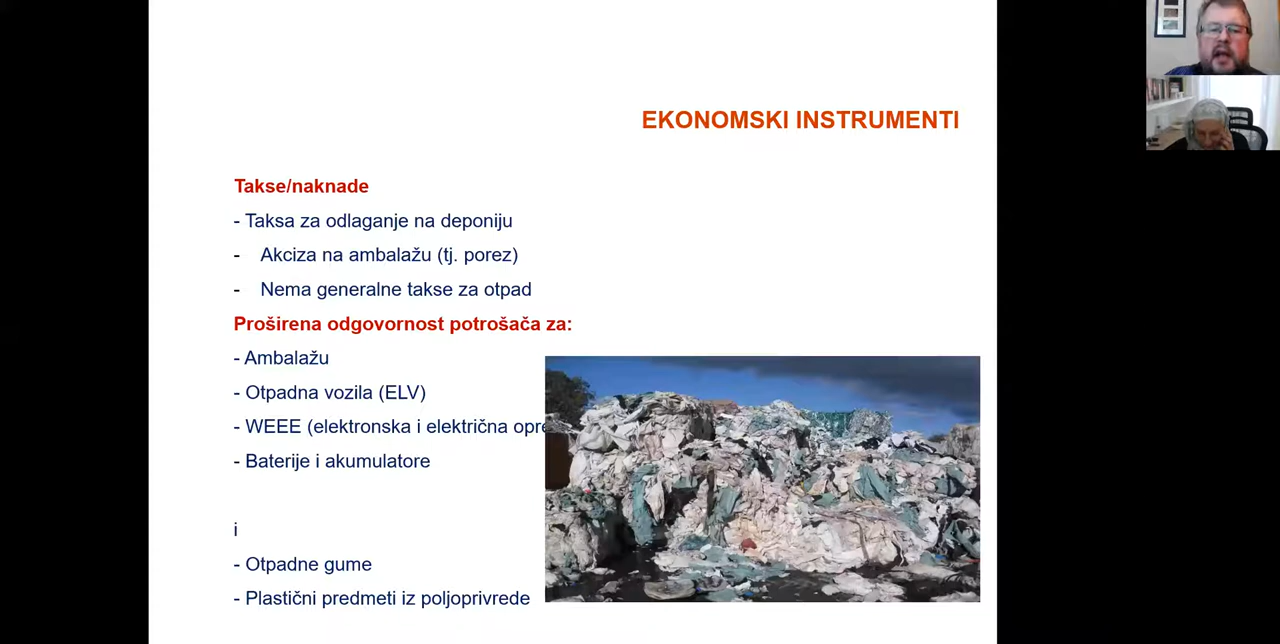 EKONOMSKI INSTRUMENTI
Takse/naknade
- Taksa za odlaganje na deponiju
- Akciza na ambalažu (tj. porez)
- Nema generalne takse za otpad
Proširena odgovornost potrošača za:
- Ambalažu
- Otpadna vozila (ELV)
- WEEE (elektronska i električna opre
- Baterije i akumulatore
i
- Otpadne gume
- Plastični predmeti iz poljoprivrede